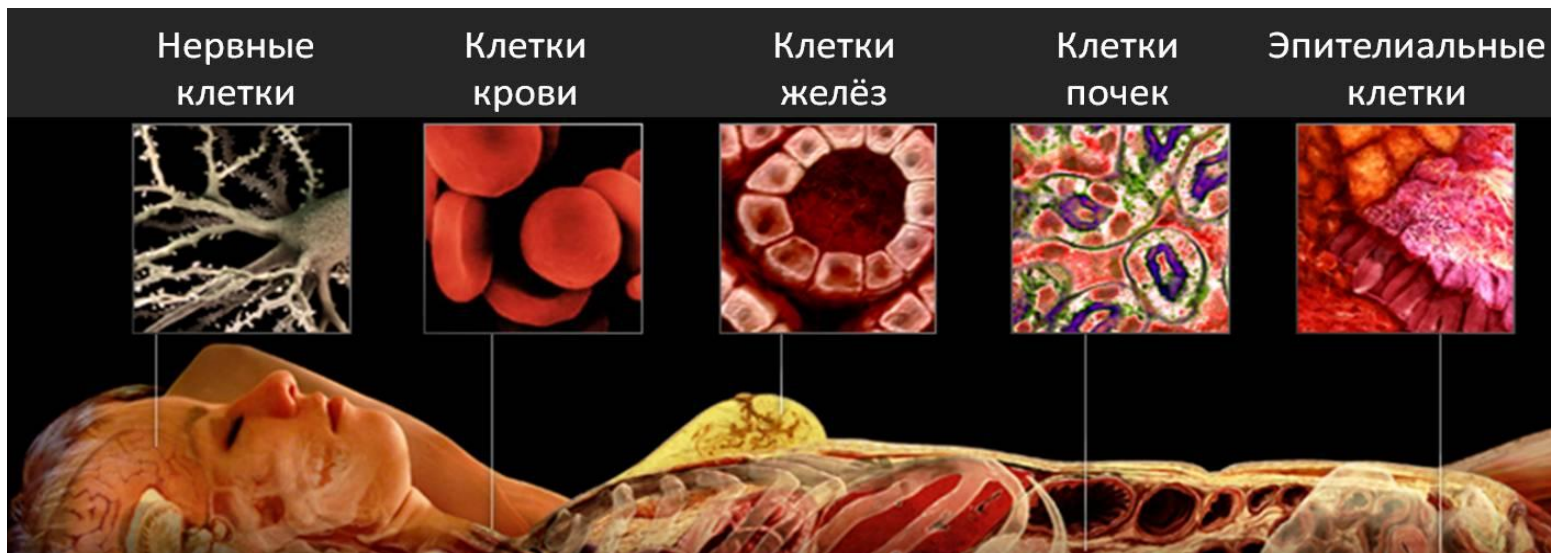 Нервные
клетки
Клетки
крови
Клетки
желёз
Клетки
почек
Эпителиальные
клетки